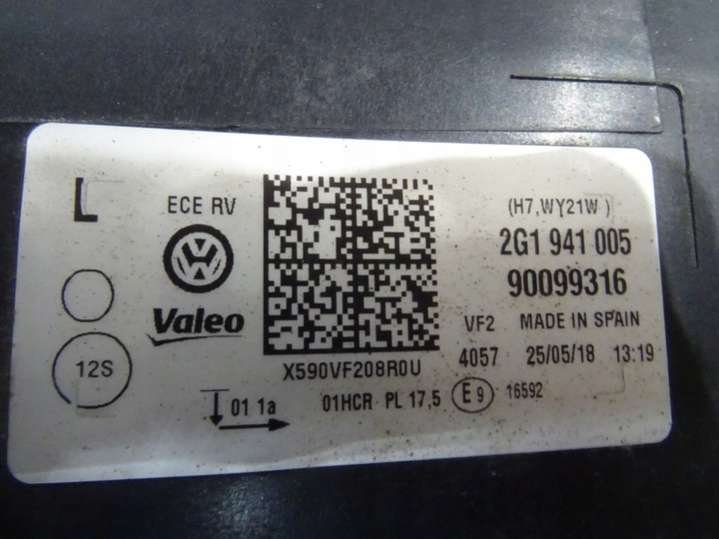 L
ECE RV
(H7,WY21W )
2G1 941 005
90099316
Valeo
VF2 MADE IN SPAIN
12S
X590VF208R0U
4057 25/05/18 13:19
01 1a
01HCR PL 17,5
E9
16592